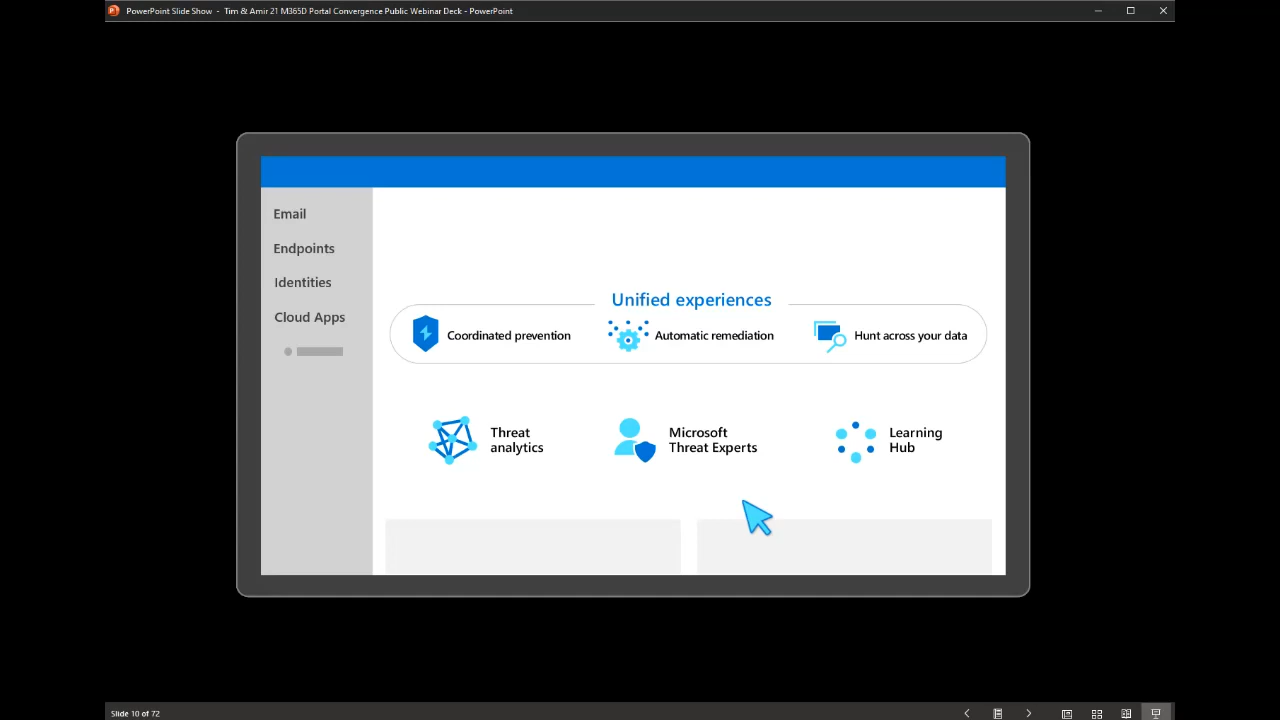 PowerPoint Slide Show - Tim & Amir 21 M365D Portal Convergence Public Webinar Deck - PowerPoint
Email
Endpoints
Identities
Cloud Apps
Unified experiences
Coordinated prevention
Automatic remediation
Hunt across your data
Threat
analytics
Microsoft
Threat Experts
Learning
Hub
Slide 10 of 72